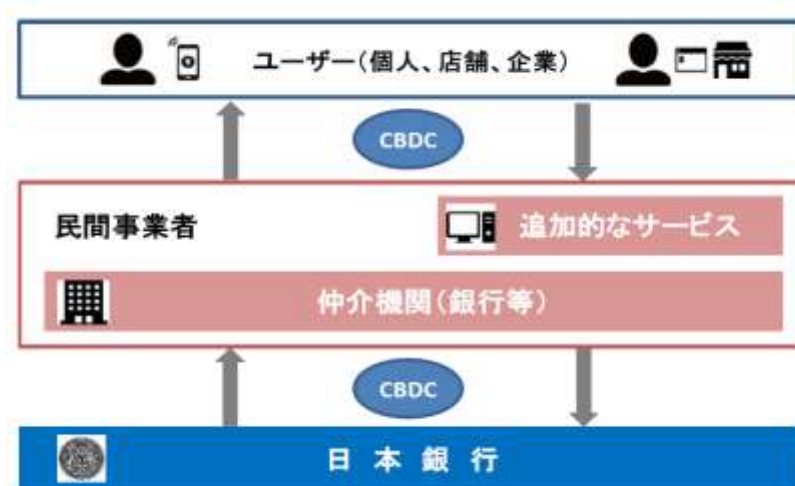 ユーザー(個人、店舗、企業)
CBDC
民間事業者
追加的なサービス
仲介機関(銀行等)
CBDC
日本銀行